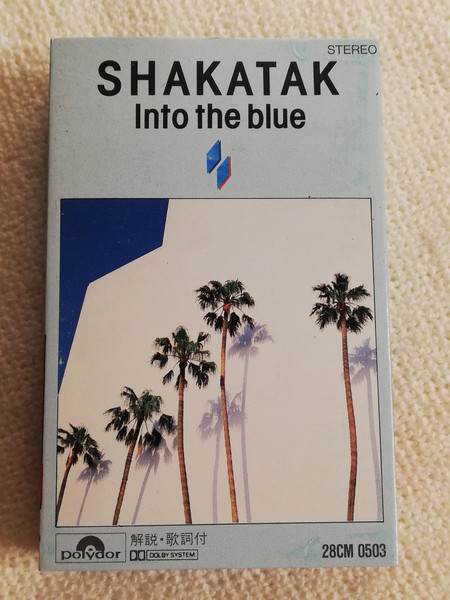 STEREO
SHAKATAK
Into the blue
polydor
解説・歌詞付
DOLBY SYSTEM
28CM 0503